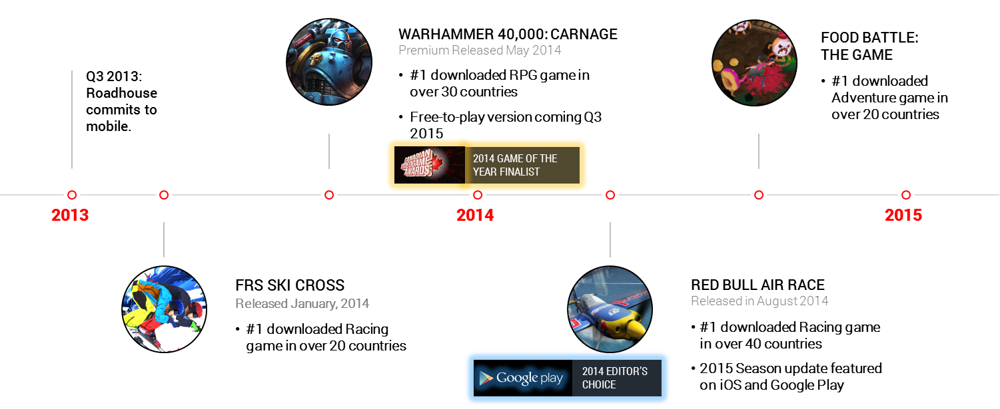 Q3 2013:
Roadhouse
commits to
mobile.
WARHAMMER 40,000: CARNAGE
Premium Released May 2014
• #1 downloaded RPG game in
over 30 countries
• Free-to-play version coming Q3
2015
CANADIAN
VIDEOGAME
AWARDS
2014 GAME OF THE
YEAR FINALIST
FOOD BATTLE:
THE GAME
• #1 downloaded
Adventure game in
over 20 countries
2013
2014
2015
FRS SKI CROSS
Released January, 2014
• #1 downloaded Racing
game in over 20 countries
RED BULL AIR RACE
Released in August 2014
• #1 downloaded Racing game
in over 40 countries
• 2015 Season update featured
on iOS and Google Play
Google play
2014 EDITOR'S
CHOICE